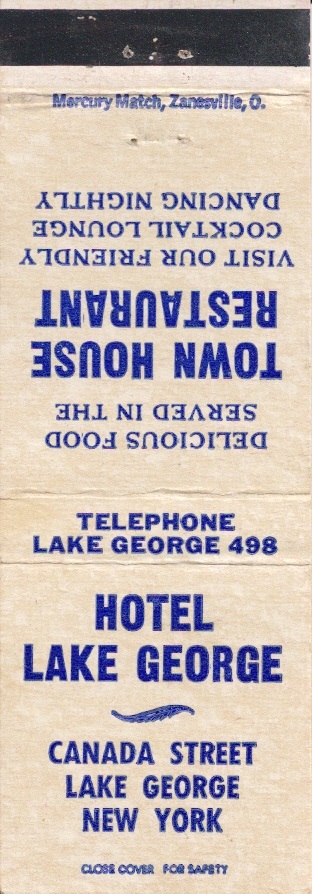 Mercury Match, Zanesville, O.
DELICIOUS FOOD
SERVED IN THE
TOWN HOUSE
RESTAURANT
VISIT OUR FRIENDLY
COCKTAIL LOUNGE
DANCING NIGHTLY
TELEPHONE
LAKE GEORGE 498
HOTEL
LAKE GEORGE
CANADA STREET
LAKE GEORGE
NEW YORK
CLOSE COVER FOR SAFETY